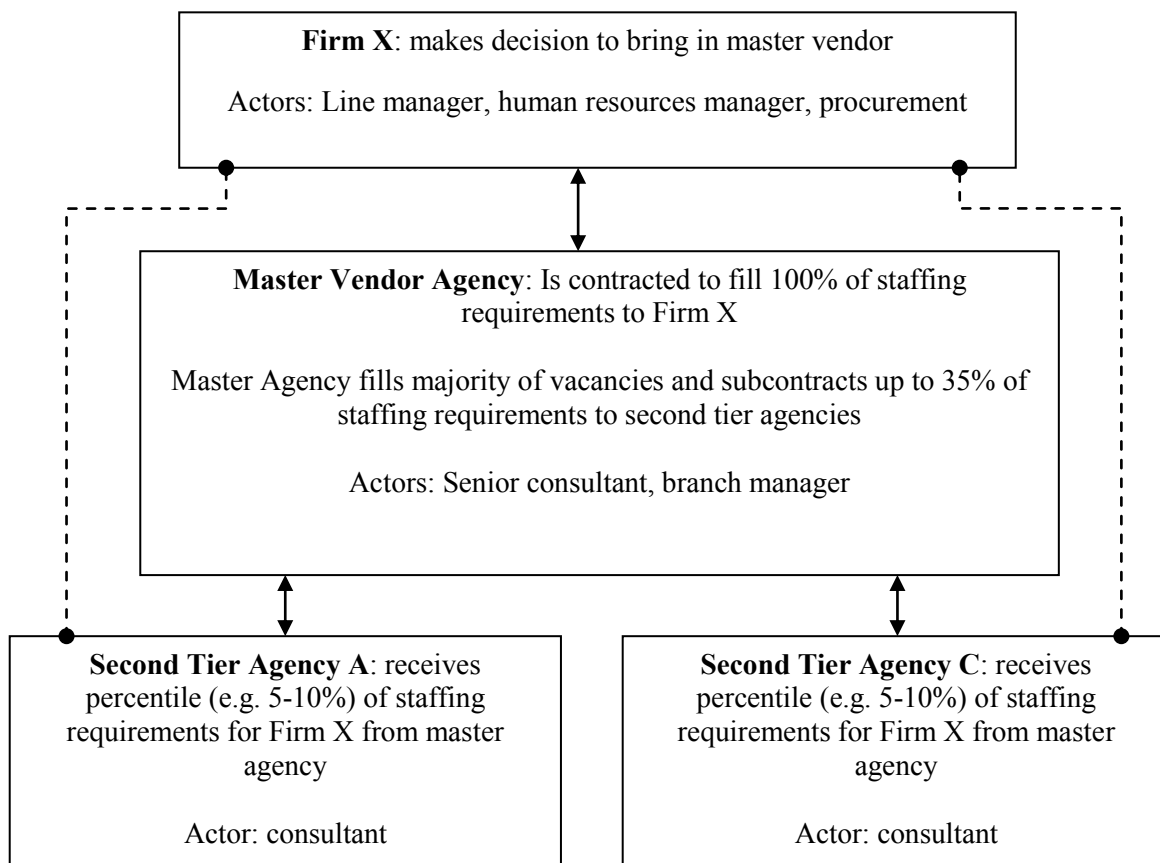 Firm X: makes decision to bring in master vendor
Actors: Line manager, human resources manager, procurement
Master Vendor Agency: Is contracted to fill 100% of staffing
requirements to Firm X
Master Agency fills majority of vacancies and subcontracts up to 35% of
staffing requirements to second tier agencies
Actors: Senior consultant, branch manager
Second Tier Agency A: receives
percentile (e.g. 5-10%) of staffing
requirements for Firm X from master
agency
Actor: consultant
Second Tier Agency C: receives
percentile (e.g. 5-10%) of staffing
requirements for Firm X from master
agency
Actor: consultant